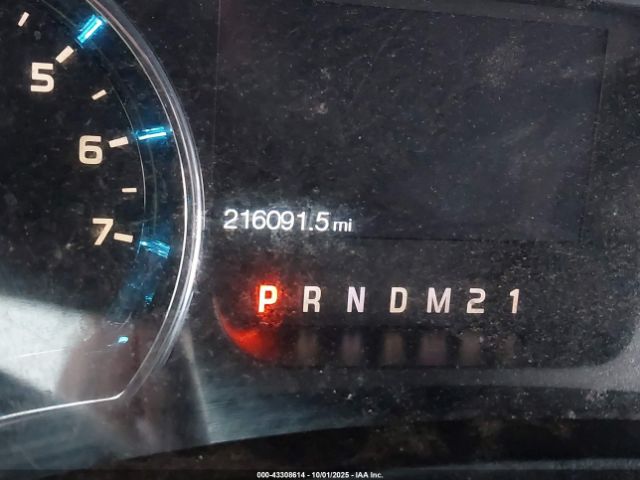 5
6
7
216091.5 mi
P R N D M 2 1
000-43308614 - 10/01/2025 - IAA Inc.